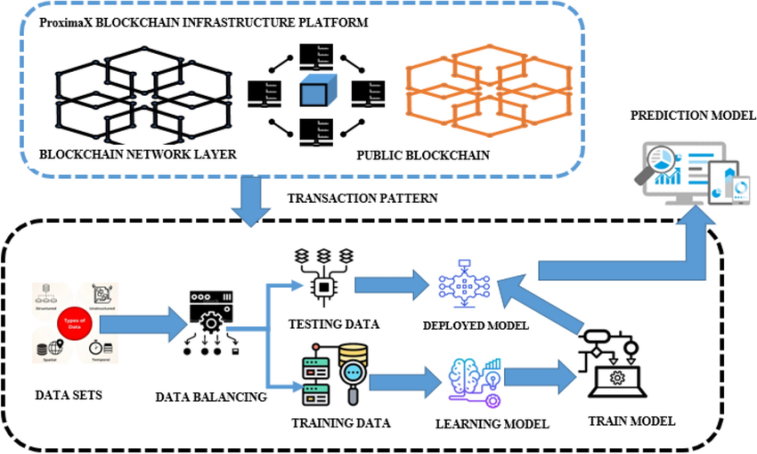 ProximaX BLOCKCHAIN INFRASTRUCTURE PLATFORM
BLOCKCHAIN NETWORK LAYER
PUBLIC BLOCKCHAIN
PREDICTION MODEL
TRANSACTION PATTERN
Structured
Unstructured
Types of
Data
Spatial
Temporal
DATA SETS
DATA BALANCING
TESTING DATA
DEPLOYED MODEL
TRAINING DATA
LEARNING MODEL
TRAIN MODEL